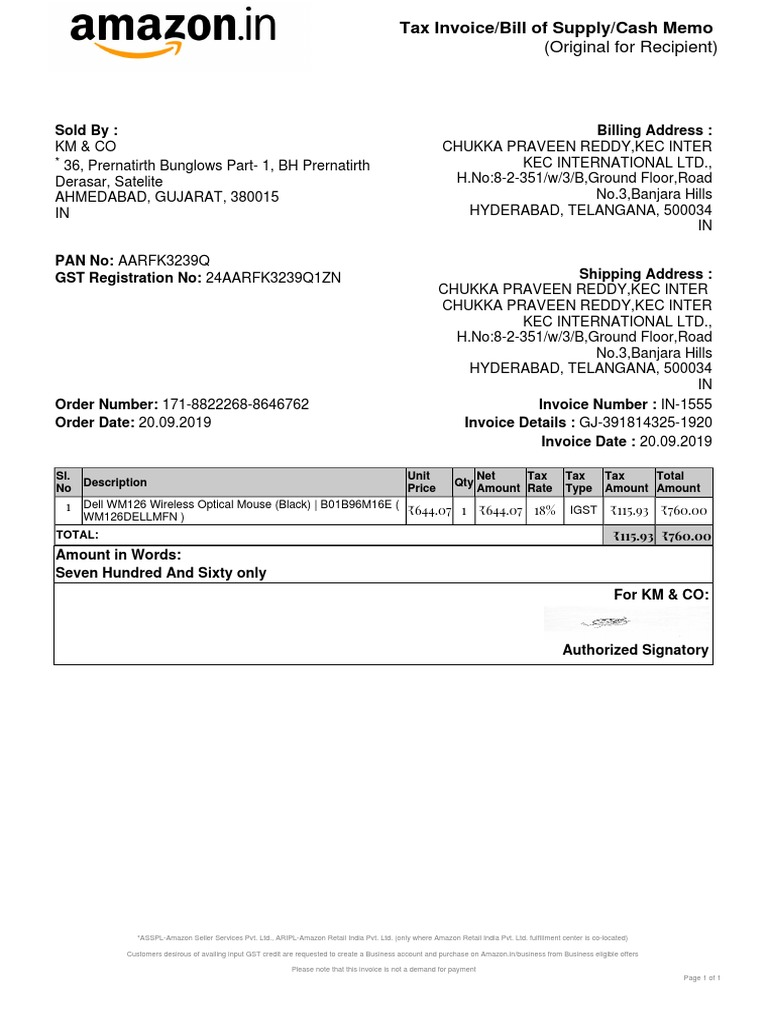 amazon.in
Tax Invoice/Bill of Supply/Cash Memo
(Original for Recipient)
Sold By :
KM & CO
* 36, Prernatirth Bunglows Part- 1, BH Prernatirth
Derasar, Satelite
AHMEDABAD, GUJARAT, 380015
IN
PAN No: AARFK3239Q
GST Registration No: 24AARFK3239Q1ZN
Billing Address :
CHUKKA PRAVEEN REDDY,KEC INTER
KEC INTERNATIONAL LTD.,
H.No:8-2-351/w/3/B,Ground Floor,Road
No.3,Banjara Hills
HYDERABAD, TELANGANA, 500034
IN
Shipping Address :
CHUKKA PRAVEEN REDDY,KEC INTER
CHUKKA PRAVEEN REDDY,KEC INTER
KEC INTERNATIONAL LTD.,
H.No:8-2-351/w/3/B,Ground Floor,Road
No.3,Banjara Hills
HYDERABAD, TELANGANA, 500034
IN
Order Number: 171-8822268-8646762
Order Date: 20.09.2019
Invoice Number : IN-1555
Invoice Details : GJ-391814325-1920
Invoice Date : 20.09.2019
Sl. No Description Unit Price Qty Net Amount Tax Rate Tax Type Tax Amount Total Amount
1 Dell WM126 Wireless Optical Mouse (Black) | B01B96M16E ( WM126DELLMFN ) ₹644.07 1 ₹644.07 18% IGST ₹115.93 ₹760.00
TOTAL: ₹115.93 ₹760.00
Amount in Words:
Seven Hundred And Sixty only
For KM & CO:
Authorized Signatory
*ASSPL-Amazon Seller Services Pvt. Ltd., ARIPL-Amazon Retail India Pvt. Ltd. (only where Amazon Retail India Pvt. Ltd. fulfillment center is co-located)
Customers desirous of availing input GST credit are requested to create a Business account and purchase on Amazon.in/business from Business eligible offers
Please note that this invoice is not a demand for payment
Page 1 of 1